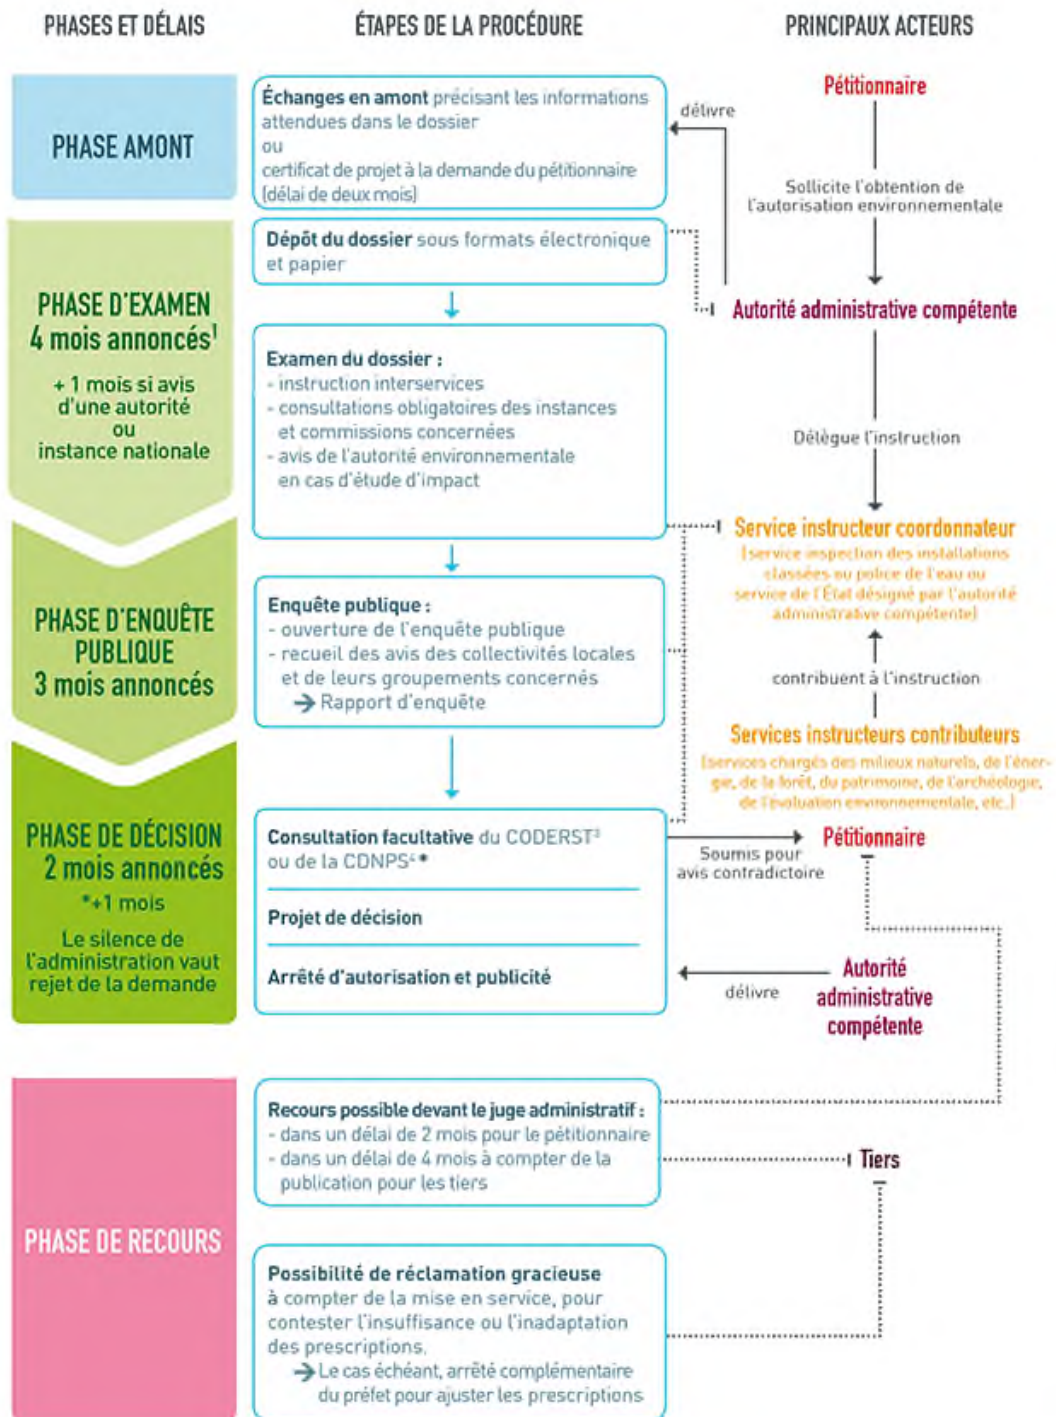 PHASES ET DÉLAIS
ÉTAPES DE LA PROCÉDURE
PRINCIPAUX ACTEURS
PHASE AMONT
Échanges en amont précisant les informations
attendues dans le dossier
ou
certificat de projet à la demande du pétitionnaire
(délai de deux mois)
délivre
Pétitionnaire
Sollicite l'obtention de
l'autorisation environnementale
PHASE D'EXAMEN
4 mois annoncés¹
+ 1 mois si avis
d'une autorité
ou
instance nationale
Dépôt du dossier sous formats électronique
et papier
Autorité administrative compétente
Examen du dossier :
- instruction interservices
- consultations obligatoires des instances
et commissions concernées
- avis de l'autorité environnementale
en cas d'étude d'impact
Délègue l'instruction
Service instructeur coordonnateur
(service inspection des installations
classées ou police de l'eau ou
service de l'État désigné par l'autorité
administrative compétente)
PHASE D'ENQUÊTE
PUBLIQUE
3 mois annoncés
Enquête publique :
- ouverture de l'enquête publique
- recueil des avis des collectivités locales
et de leurs groupements concernés
→ Rapport d'enquête
contribuent à l'instruction
Services instructeurs contributeurs
(services chargés des milieux naturels, de l'éner-
gie, de la forêt, du patrimoine, de l'archéologie,
de l'évaluation environnementale, etc.)
PHASE DE DÉCISION
2 mois annoncés
*+1 mois
Le silence de
l'administration vaut
rejet de la demande
Consultation facultative du CODERST³
ou de la CDNPS⁴ *
Projet de décision
Arrêté d'autorisation et publicité
Soumis pour
avis contradictoire
Pétitionnaire
délivre
Autorité
administrative
compétente
PHASE DE RECOURS
Recours possible devant le juge administratif :
- dans un délai de 2 mois pour le pétitionnaire
- dans un délai de 4 mois à compter de la
publication pour les tiers
Tiers
Possibilité de réclamation gracieuse
à compter de la mise en service, pour
contester l'insuffisance ou l'inadaptation
des prescriptions.
→ Le cas échéant, arrêté complémentaire
du préfet pour ajuster les prescriptions